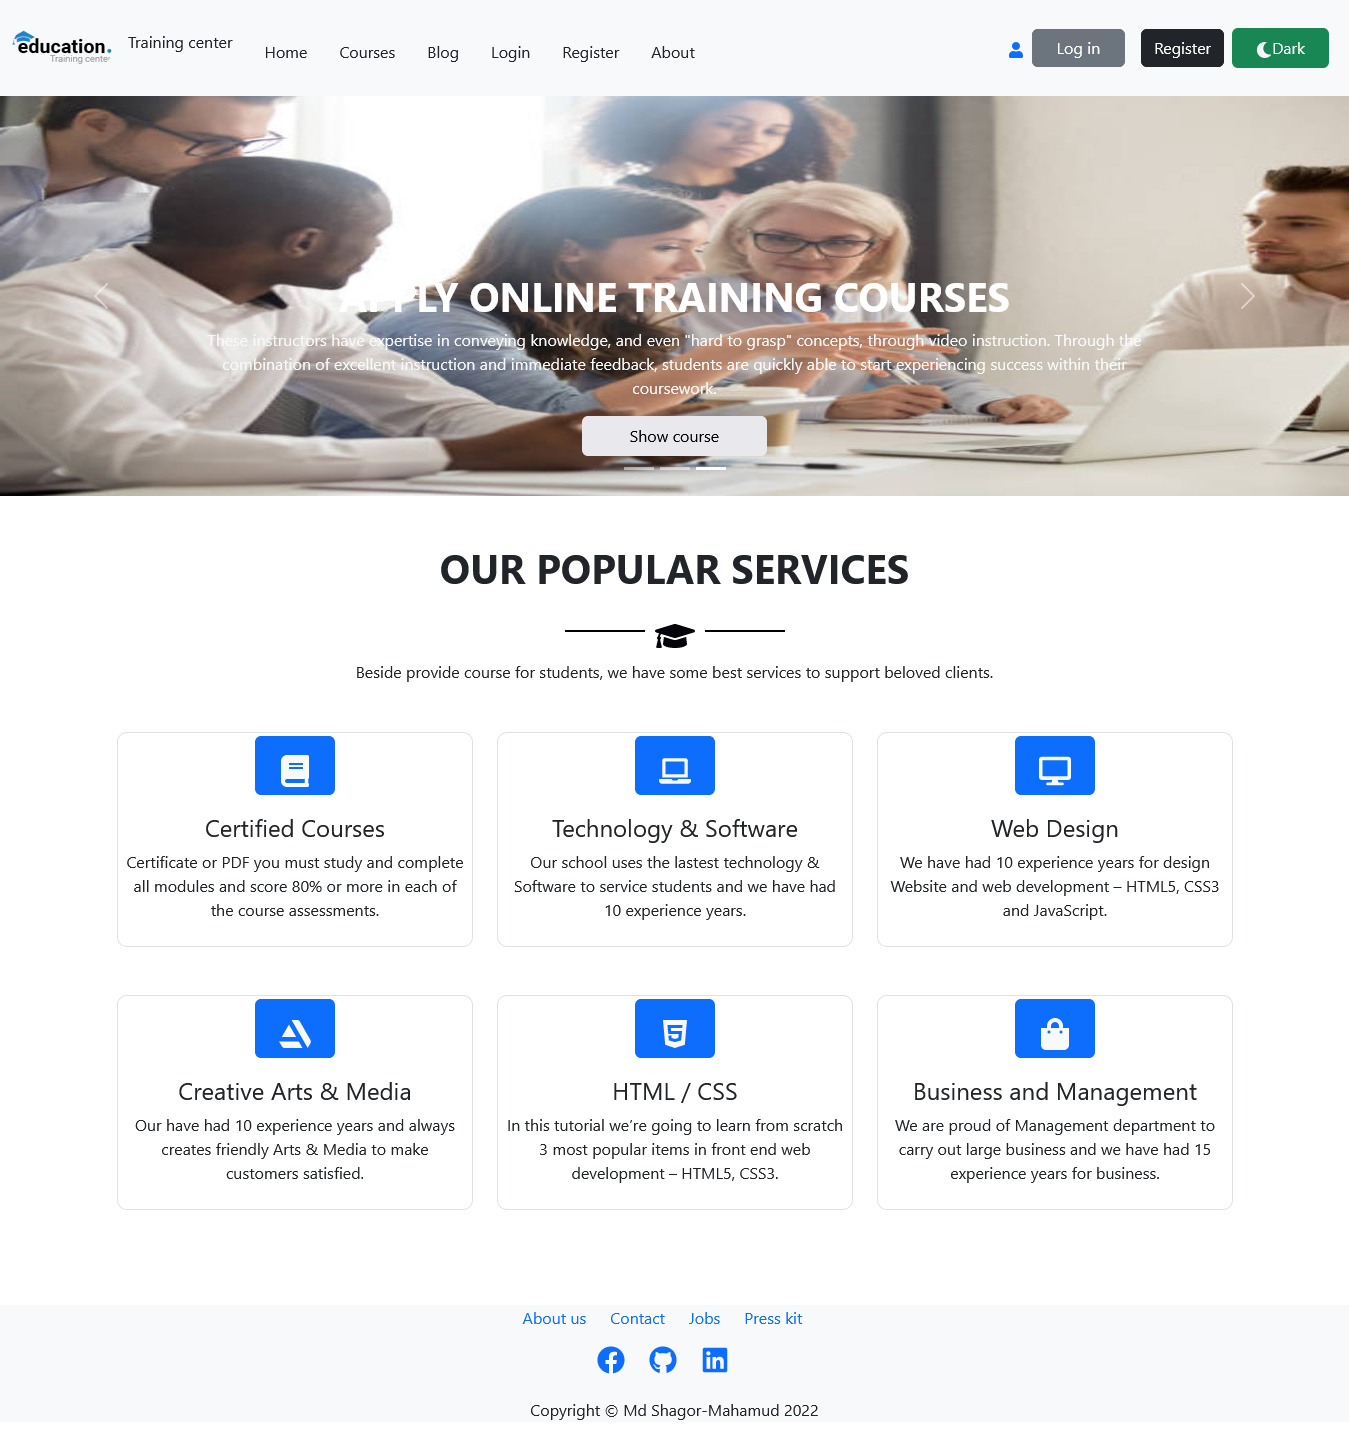 education.
Training center
Training center
Home
Courses
Blog
Login
Register
About
Log in
Register
Dark
APPLY ONLINE TRAINING COURSES
These instructors have expertise in conveying knowledge, and even "hard to grasp" concepts, through video instruction. Through the
combination of excellent instruction and immediate feedback, students are quickly able to start experiencing success within their
coursework.
Show course
OUR POPULAR SERVICES
Beside provide course for students, we have some best services to support beloved clients.
Certified Courses
Certificate or PDF you must study and complete
all modules and score 80% or more in each of
the course assessments.
Technology & Software
Our school uses the lastest technology &
Software to service students and we have had
10 experience years.
Web Design
We have had 10 experience years for design
Website and web development – HTML5, CSS3
and JavaScript.
Creative Arts & Media
Our have had 10 experience years and always
creates friendly Arts & Media to make
customers satisfied.
HTML / CSS
In this tutorial we’re going to learn from scratch
3 most popular items in front end web
development – HTML5, CSS3.
Business and Management
We are proud of Management department to
carry out large business and we have had 15
experience years for business.
About us
Contact
Jobs
Press kit
Copyright © Md Shagor-Mahamud 2022